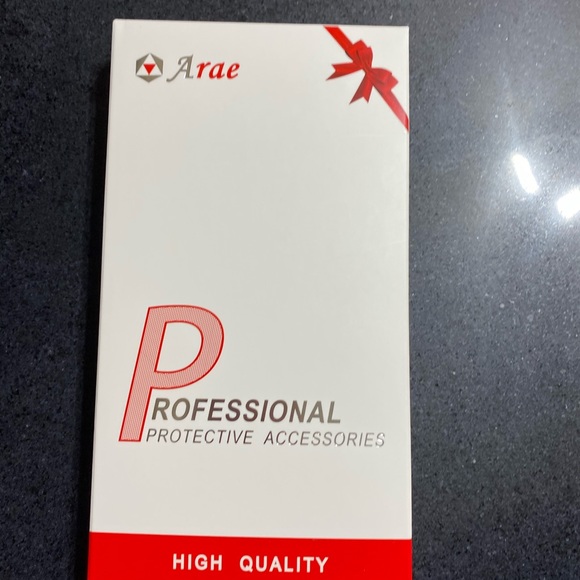 Arae
PROFESSIONAL
PROTECTIVE ACCESSORIES
HIGH QUALITY